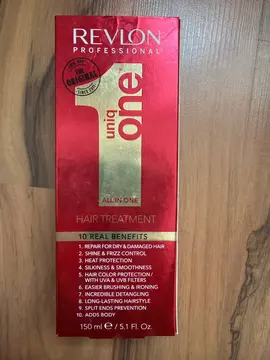 REVLON
PROFESSIONAL
THE ORIGINAL
uniq
one
1
ALL IN ONE
HAIR TREATMENT
10 REAL BENEFITS
1. REPAIR FOR DRY & DAMAGED HAIR
2. SHINE & FRIZZ CONTROL
3. HEAT PROTECTION
4. SILKINESS & SMOOTHNESS
5. HAIR COLOR PROTECTION /
WITH UVA & UVB FILTERS
6. EASIER BRUSHING & IRONING
7. INCREDIBLE DETANGLING
8. LONG-LASTING HAIRSTYLE
9. SPLIT ENDS PREVENTION
10. ADDS BODY
150 ml ℮ / 5.1 Fl. Oz.